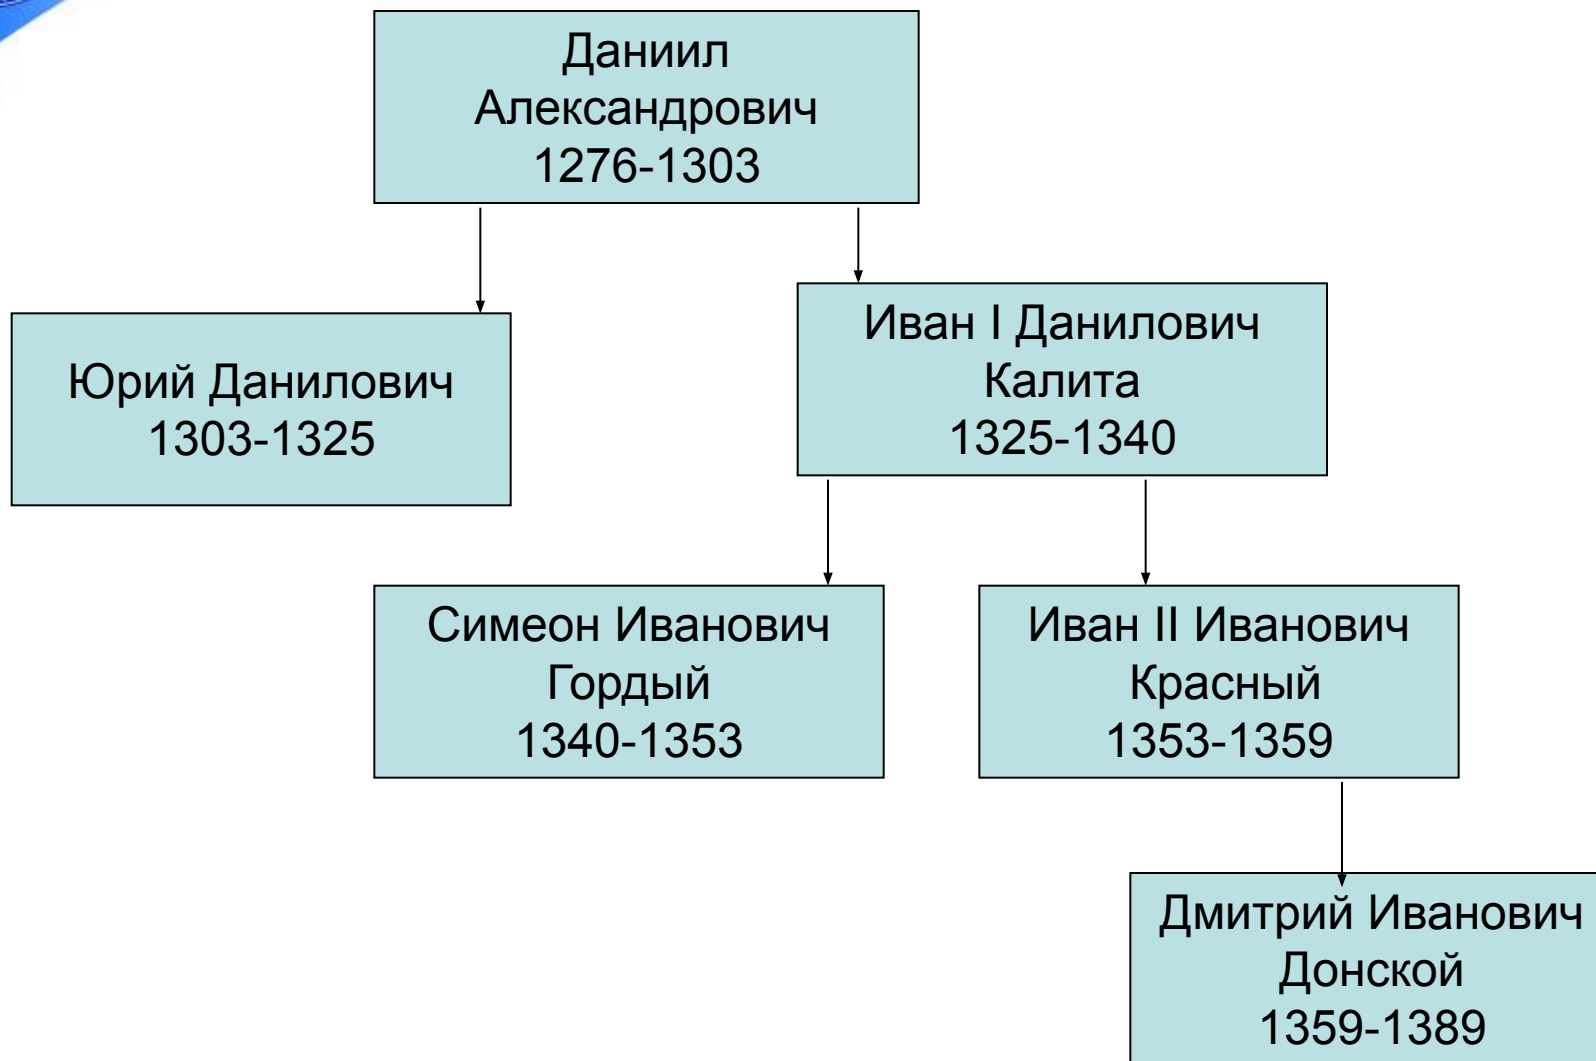 Даниил
Александрович
1276-1303
Юрий Данилович
1303-1325
Иван I Данилович
Калита
1325-1340
Симеон Иванович
Гордый
1340-1353
Иван II Иванович
Красный
1353-1359
Дмитрий Иванович
Донской
1359-1389